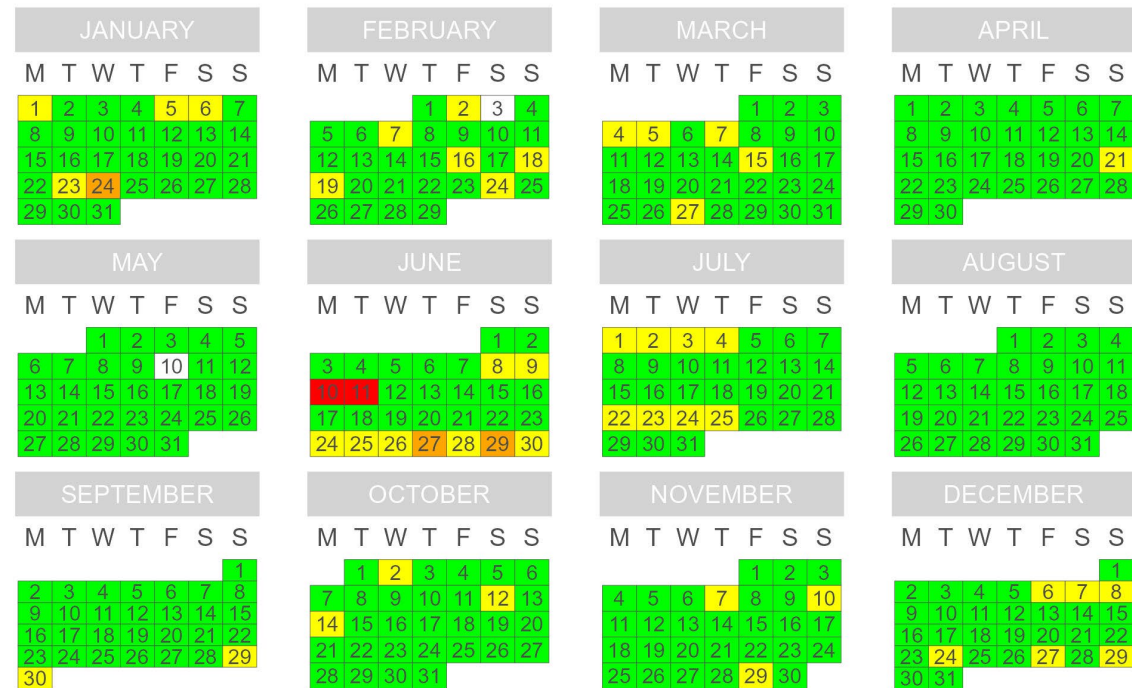 JANUARY FEBRUARY MARCH APRIL
M T W T F S S M T W T F S S M T W T F S S M T W T F S S
1 2 3 4 5 6 7 1 2 3 4 1 2 3 1 2 3 4 5 6 7
8 9 10 11 12 13 14 5 6 7 8 9 10 11 4 5 6 7 8 9 10 8 9 10 11 12 13 14
15 16 17 18 19 20 21 12 13 14 15 16 17 18 11 12 13 14 15 16 17 15 16 17 18 19 20 21
22 23 24 25 26 27 28 19 20 21 22 23 24 25 18 19 20 21 22 23 24 22 23 24 25 26 27 28
29 30 31 26 27 28 29 25 26 27 28 29 30 31 29 30
MAY JUNE JULY AUGUST
M T W T F S S M T W T F S S M T W T F S S M T W T F S S
1 2 3 4 5 1 2 1 2 3 4 5 6 7 1 2 3 4
6 7 8 9 10 11 12 3 4 5 6 7 8 9 8 9 10 11 12 13 14 5 6 7 8 9 10 11
13 14 15 16 17 18 19 10 11 12 13 14 15 16 15 16 17 18 19 20 21 12 13 14 15 16 17 18
20 21 22 23 24 25 26 17 18 19 20 21 22 23 22 23 24 25 26 27 28 19 20 21 22 23 24 25
27 28 29 30 31 24 25 26 27 28 29 30 29 30 31 26 27 28 29 30 31
SEPTEMBER OCTOBER NOVEMBER DECEMBER
M T W T F S S M T W T F S S M T W T F S S M T W T F S S
1 1 2 3 4 5 6 1 2 3 1
2 3 4 5 6 7 8 7 8 9 10 11 12 13 4 5 6 7 8 9 10 2 3 4 5 6 7 8
9 10 11 12 13 14 15 14 15 16 17 18 19 20 11 12 13 14 15 16 17 9 10 11 12 13 14 15
16 17 18 19 20 21 22 21 22 23 24 25 26 27 18 19 20 21 22 23 24 16 17 18 19 20 21 22
23 24 25 26 27 28 29 28 29 30 31 25 26 27 28 29 30 23 24 25 26 27 28 29
30 30 31